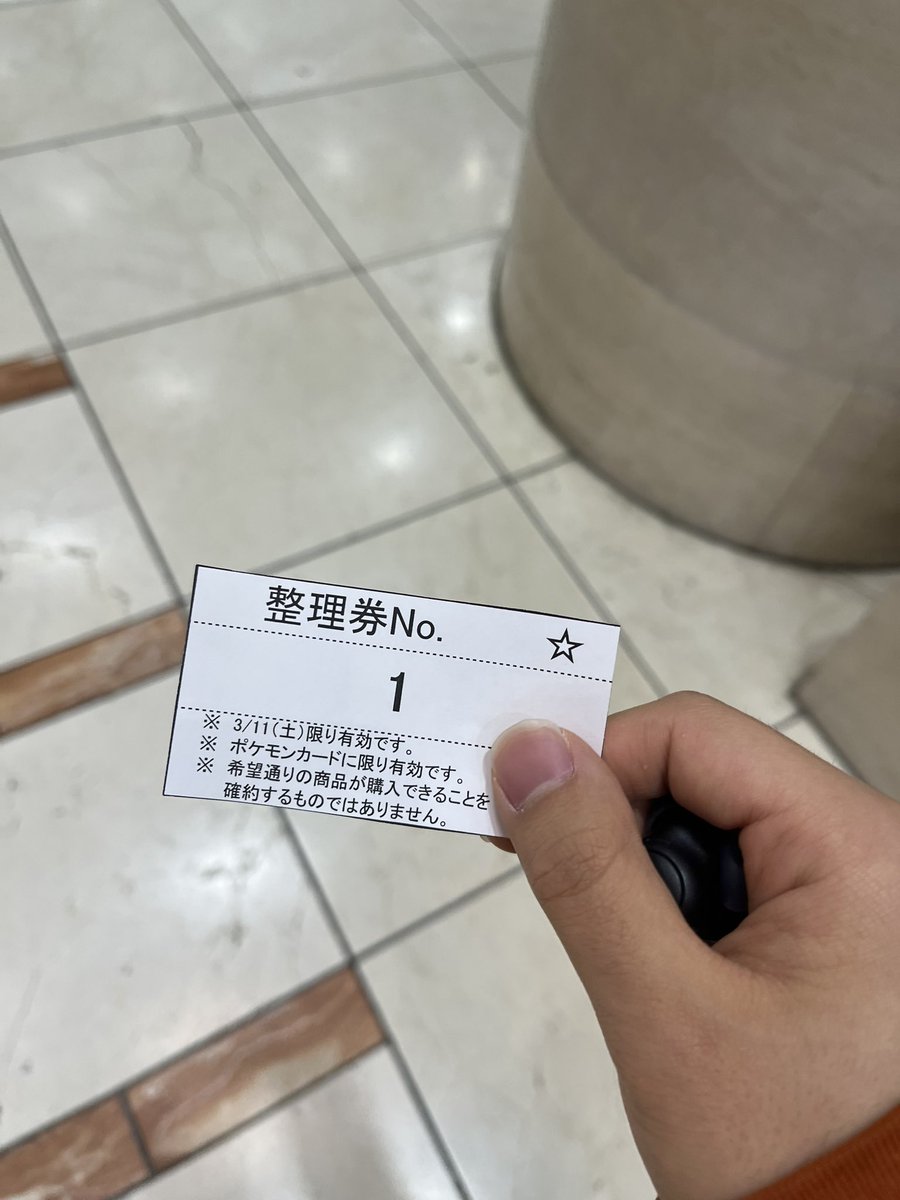 整理券No.
☆
1
※ 3/11(土)限り有効です。
※ ポケモンカードに限り有効です。
※ 希望通りの商品が購入できることを
確約するものではありません。